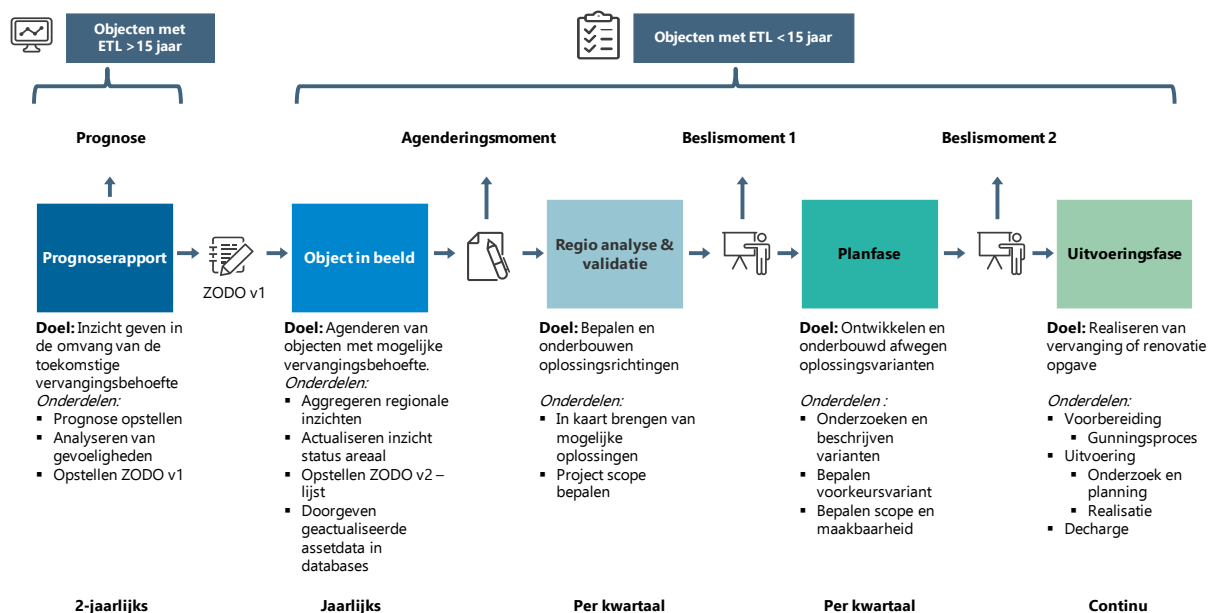 Objecten met
ETL >15 jaar
Objecten met ETL <15 jaar
Prognose
Agenderingsmoment
Beslismoment 1
Beslismoment 2
Prognoserapport
ZODO v1
Object in beeld
Regio analyse &
validatie
Planfase
Uitvoeringsfase
Doel: Inzicht geven in
de omvang van de
toekomstige
vervangingsbehoefte
Onderdelen:
▪ Prognose opstellen
▪ Analyseren van
gevoeligheden
▪ Opstellen ZODO v1
Doel: Agenderen van
objecten met mogelijke
vervangingsbehoefte.
Onderdelen:
▪ Aggregeren regionale
inzichten
▪ Actualiseren inzicht
status areaal
▪ Opstellen ZODO v2 –
lijst
▪ Doorgeven
geactualiseerde
assetdata in
databases
Doel: Bepalen en
onderbouwen
oplossingsrichtingen
Onderdelen:
▪ In kaart brengen van
mogelijke
oplossingen
▪ Project scope
bepalen
Doel: Ontwikkelen en
onderbouwd afwegen
oplossingsvarianten
Onderdelen :
▪ Onderzoeken en
beschrijven
varianten
▪ Bepalen
voorkeursvariant
▪ Bepalen scope en
maakbaarheid
Doel: Realiseren van
vervanging of renovatie
opgave
Onderdelen:
▪ Voorbereiding
▪ Gunningsproces
▪ Uitvoering
▪ Onderzoek en
planning
▪ Realisatie
▪ Decharge
2-jaarlijks
Jaarlijks
Per kwartaal
Per kwartaal
Continu